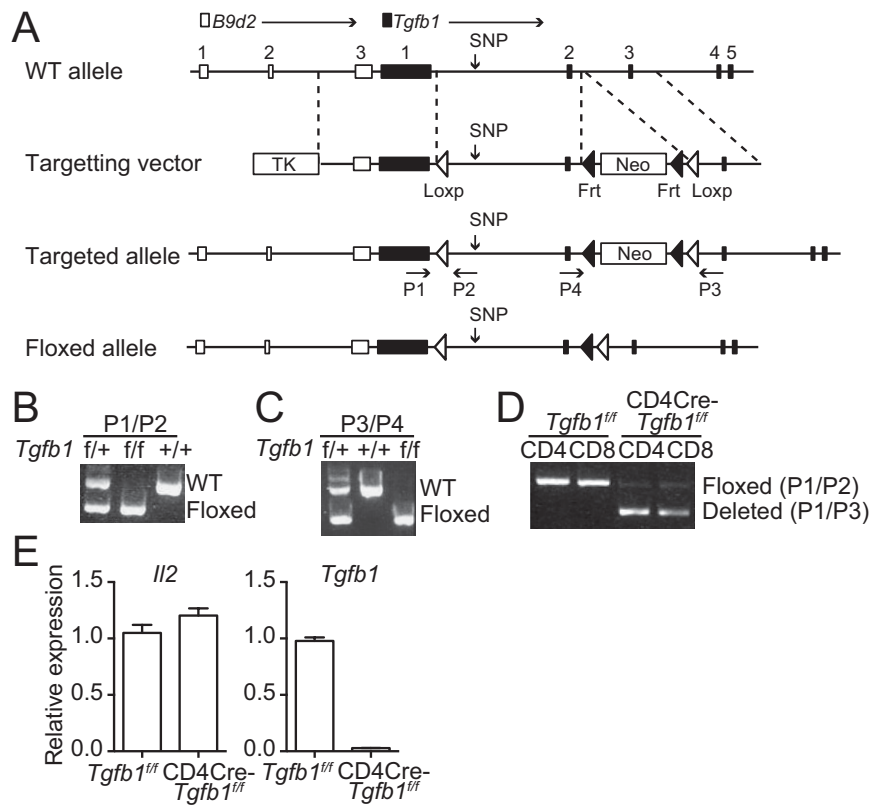 A
B9d2 Tgfb1
1 2 3 1 SNP 2 3 4 5
WT allele
SNP
Targetting vector TK Neo
Loxp Frt Frt Loxp
SNP
Targeted allele Neo
P1 P2 P4 P3
SNP
Floxed allele
B
P1/P2
Tgfb1 f/+ f/f +/+
WT
Floxed
C
P3/P4
Tgfb1 f/+ +/+ f/f
WT
Floxed
D
Tgfb1f/f CD4Cre-Tgfb1f/f
CD4 CD8 CD4 CD8
Floxed (P1/P2)
Deleted (P1/P3)
E
Relative expression
Il2
1.5
1.0
0.5
0.0
Tgfb1f/f CD4Cre-Tgfb1f/f
Tgfb1
1.5
1.0
0.5
0.0
Tgfb1f/f CD4Cre-Tgfb1f/f